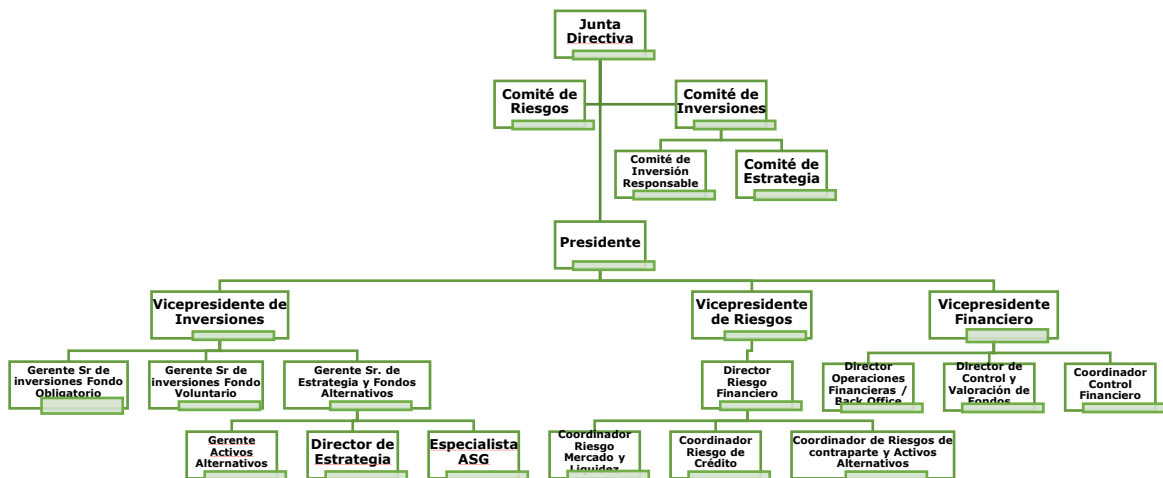 Junta
Directiva
Comité de
Riesgos
Comité de
Inversiones
Comité de
Inversión
Responsable
Comité de
Estrategia
Presidente
Vicepresidente de
Inversiones
Vicepresidente
de Riesgos
Vicepresidente
Financiero
Gerente Sr de
inversiones Fondo
Obligatorio
Gerente Sr de
inversiones Fondo
Voluntario
Gerente Sr. de
Estrategia y Fondos
Alternativos
Director
Riesgo
Financiero
Director
Operaciones
Financieras /
Back Office
Director de
Control y
Valoración de
Fondos
Coordinador
Control
Financiero
Gerente
Activos
Alternativos
Director de
Estrategia
Especialista
ASG
Coordinador
Riesgo
Mercado y
Liquidez
Coordinador
Riesgo de
Crédito
Coordinador de Riesgos de
contraparte y Activos
Alternativos